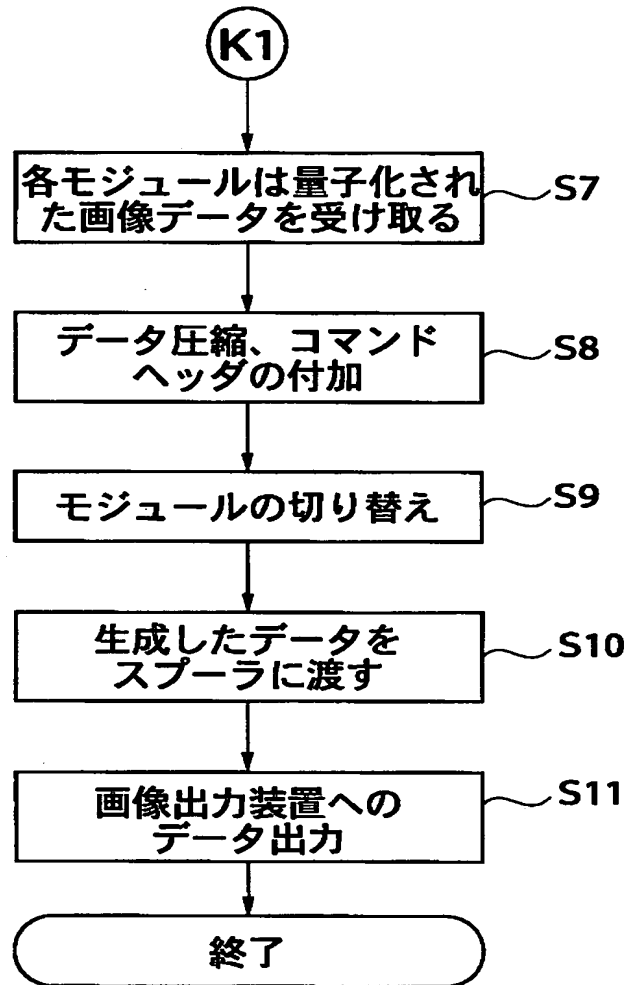 K1
各モジュールは量子化され
た画像データを受け取る
S7
データ圧縮、コマンド
ヘッダの付加
S8
モジュールの切り替え
S9
生成したデータを
スプーラに渡す
S10
画像出力装置への
データ出力
S11
終了